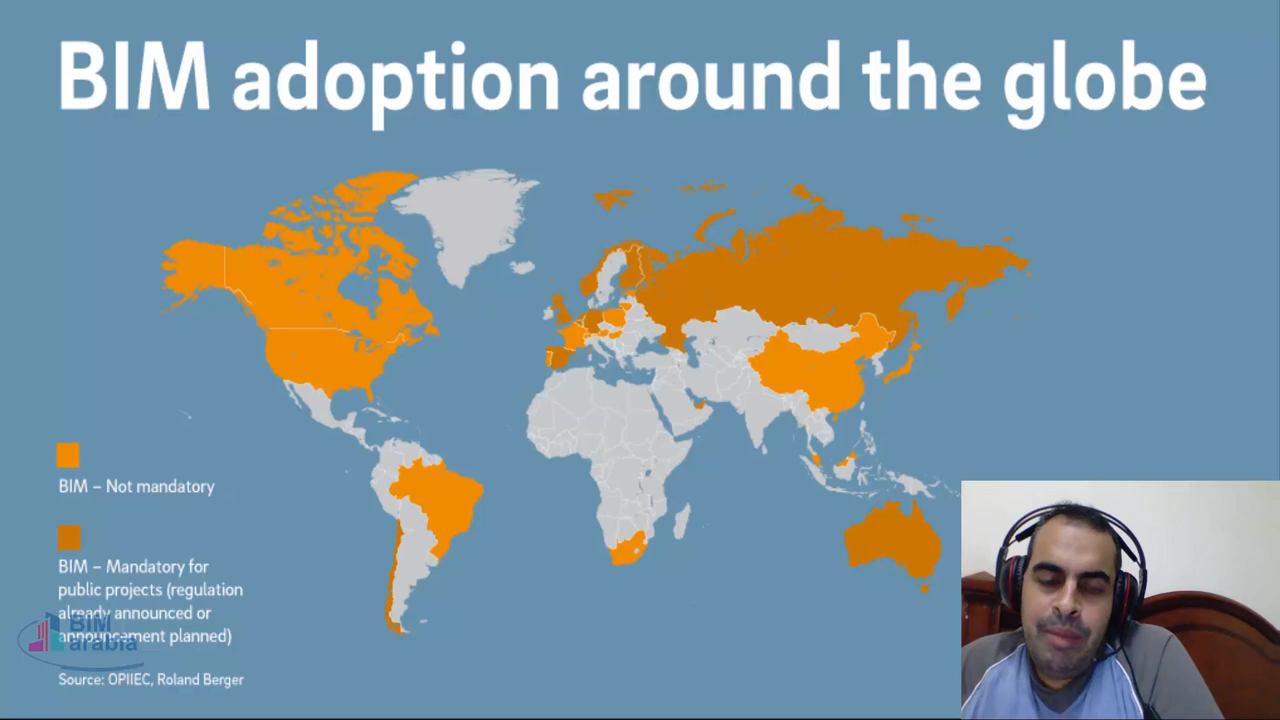 BIM adoption around the globe
BIM – Not mandatory
BIM – Mandatory for
public projects (regulation
already announced or
announcement planned)
BIM
arabia
Source: OPIIEC, Roland Berger